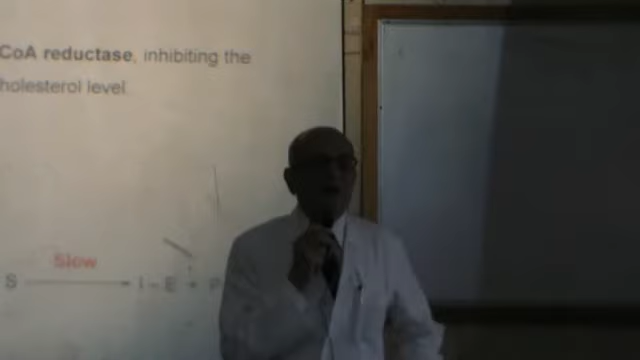 CoA reductase, inhibiting the
holesterol level
Slow
S I - E + P